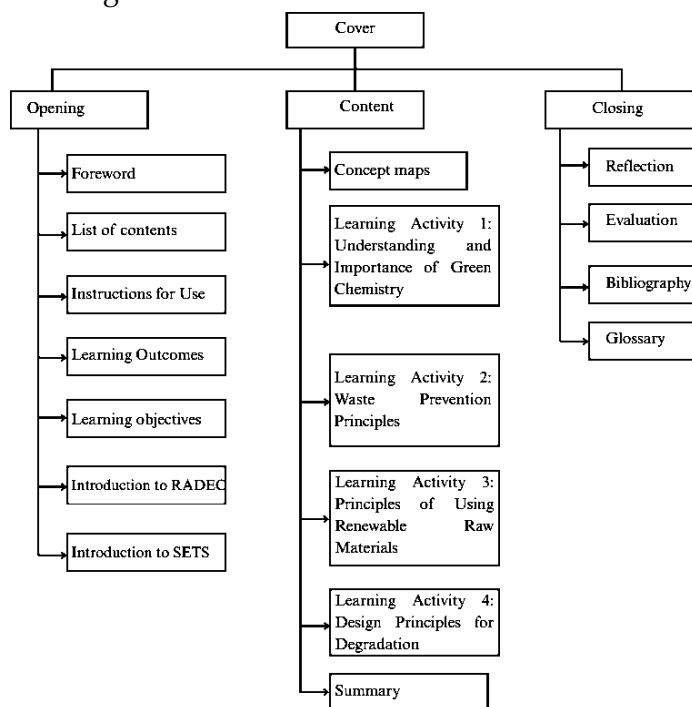 Cover
Opening
Foreword
List of contents
Instructions for Use
Learning Outcomes
Learning objectives
Introduction to RADEC
Introduction to SETS
Content
Concept maps
Learning Activity 1:
Understanding and
Importance of Green
Chemistry
Learning Activity 2:
Waste Prevention
Principles
Learning Activity 3:
Principles of Using
Renewable Raw
Materials
Learning Activity 4:
Design Principles for
Degradation
Summary
Closing
Reflection
Evaluation
Bibliography
Glossary